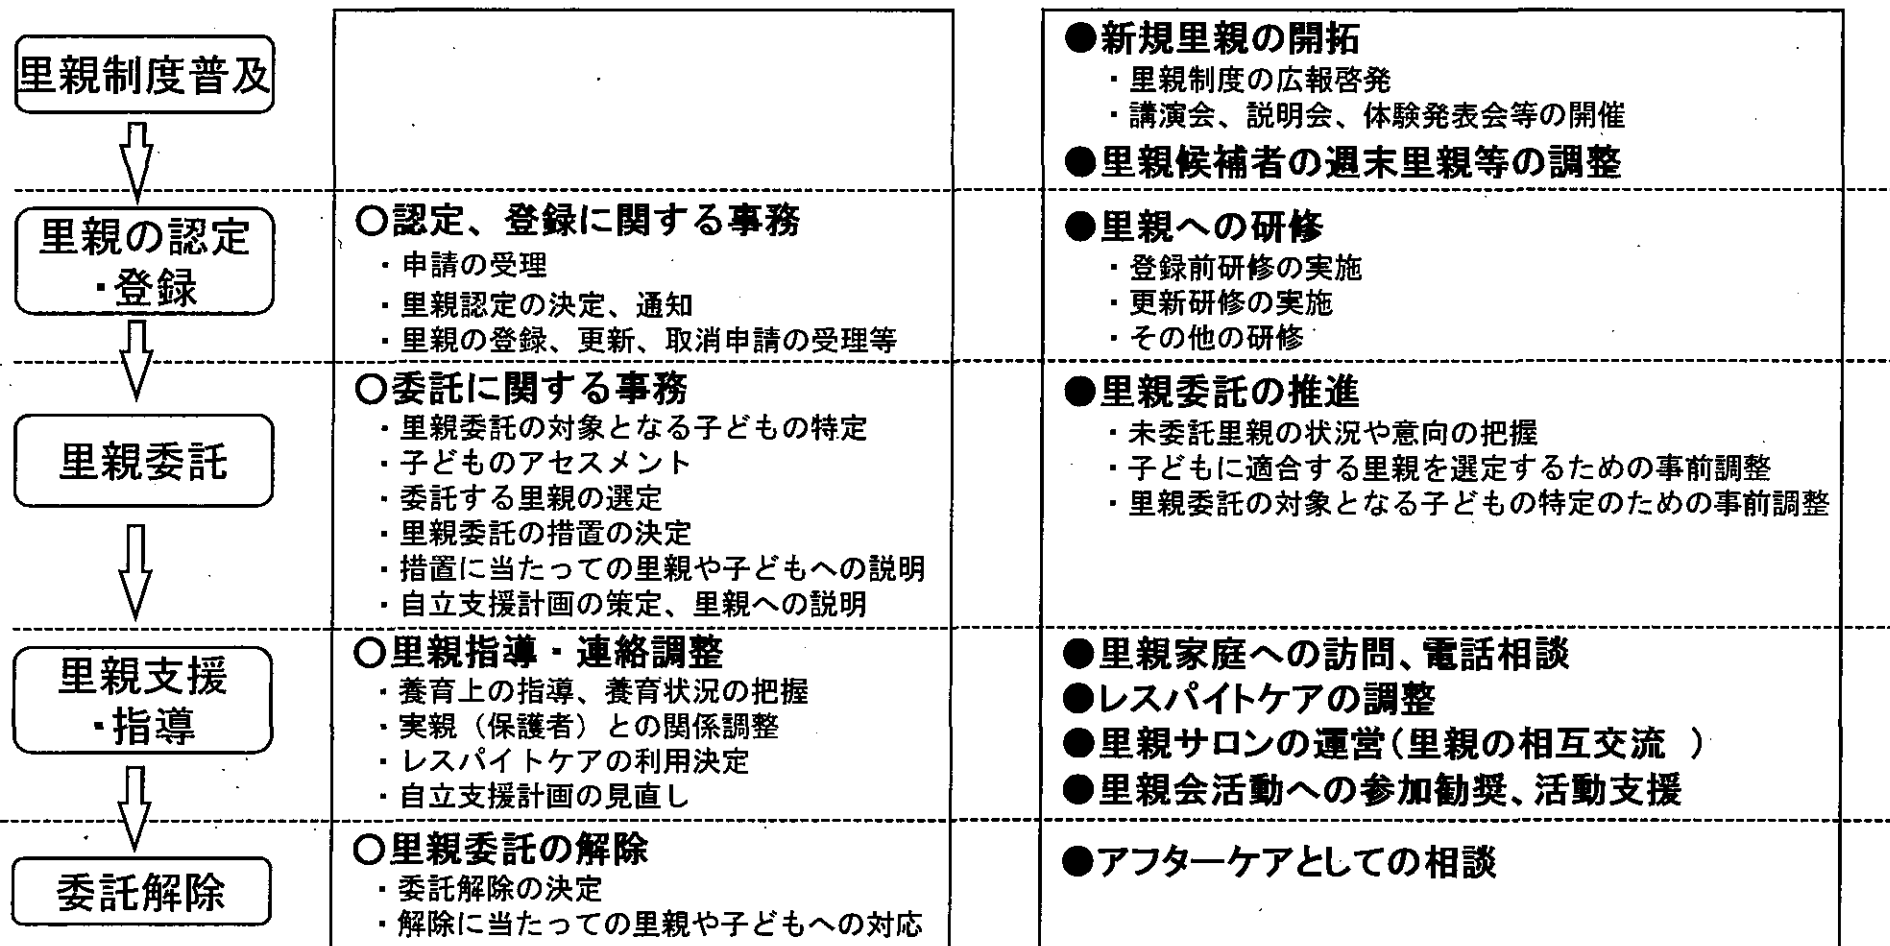 里親制度普及
●新規里親の開拓
・里親制度の広報啓発
・講演会、説明会、体験発表会等の開催
●里親候補者の週末里親等の調整
里親の認定
・登録
○認定、登録に関する事務
・申請の受理
・里親認定の決定、通知
・里親の登録、更新、取消申請の受理等
●里親への研修
・登録前研修の実施
・更新研修の実施
・その他の研修
里親委託
○委託に関する事務
・里親委託の対象となる子どもの特定
・子どものアセスメント
・委託する里親の選定
・里親委託の措置の決定
・措置に当たっての里親や子どもへの説明
・自立支援計画の策定、里親への説明
●里親委託の推進
・未委託里親の状況や意向の把握
・子どもに適合する里親を選定するための事前調整
・里親委託の対象となる子どもの特定のための事前調整
里親支援
・指導
○里親指導・連絡調整
・養育上の指導、養育状況の把握
・実親（保護者）との関係調整
・レスパイトケアの利用決定
・自立支援計画の見直し
●里親家庭への訪問、電話相談
●レスパイトケアの調整
●里親サロンの運営(里親の相互交流 )
●里親会活動への参加勧奨、活動支援
委託解除
○里親委託の解除
・委託解除の決定
・解除に当たっての里親や子どもへの対応
●アフターケアとしての相談